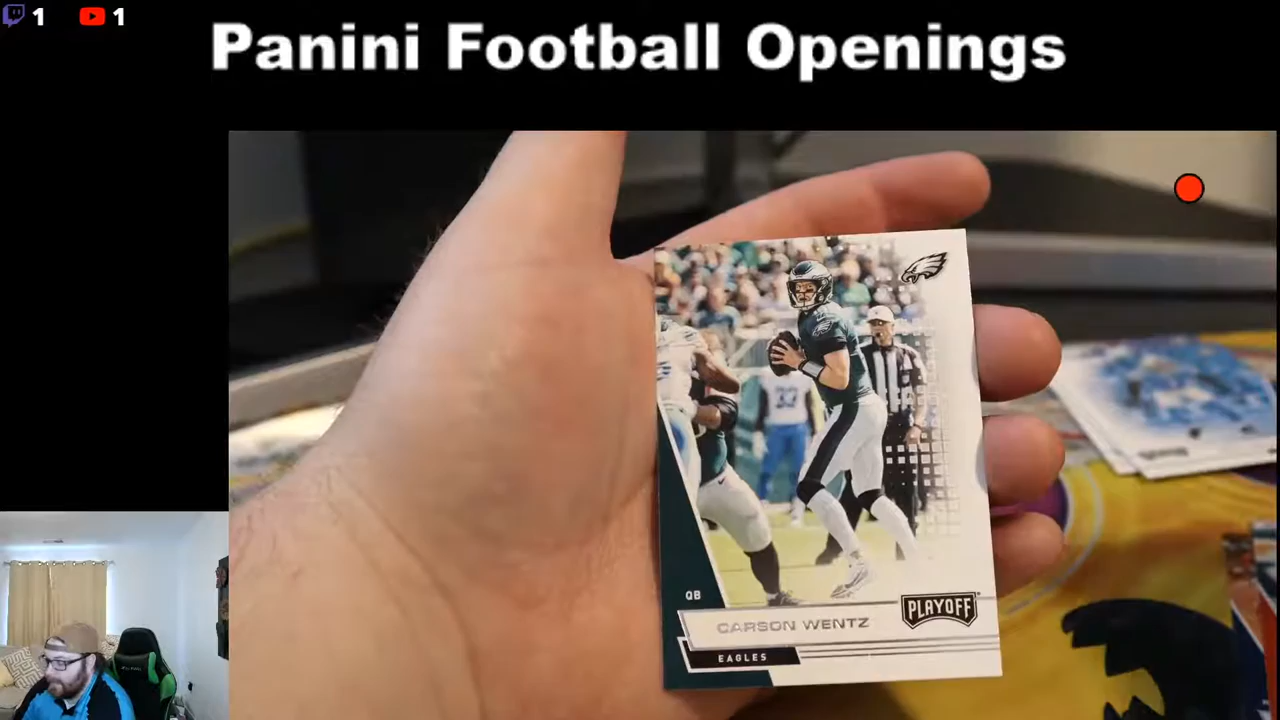 1 1
Panini Football Openings
QB
CARSON WENTZ
PLAYOFF
EAGLES